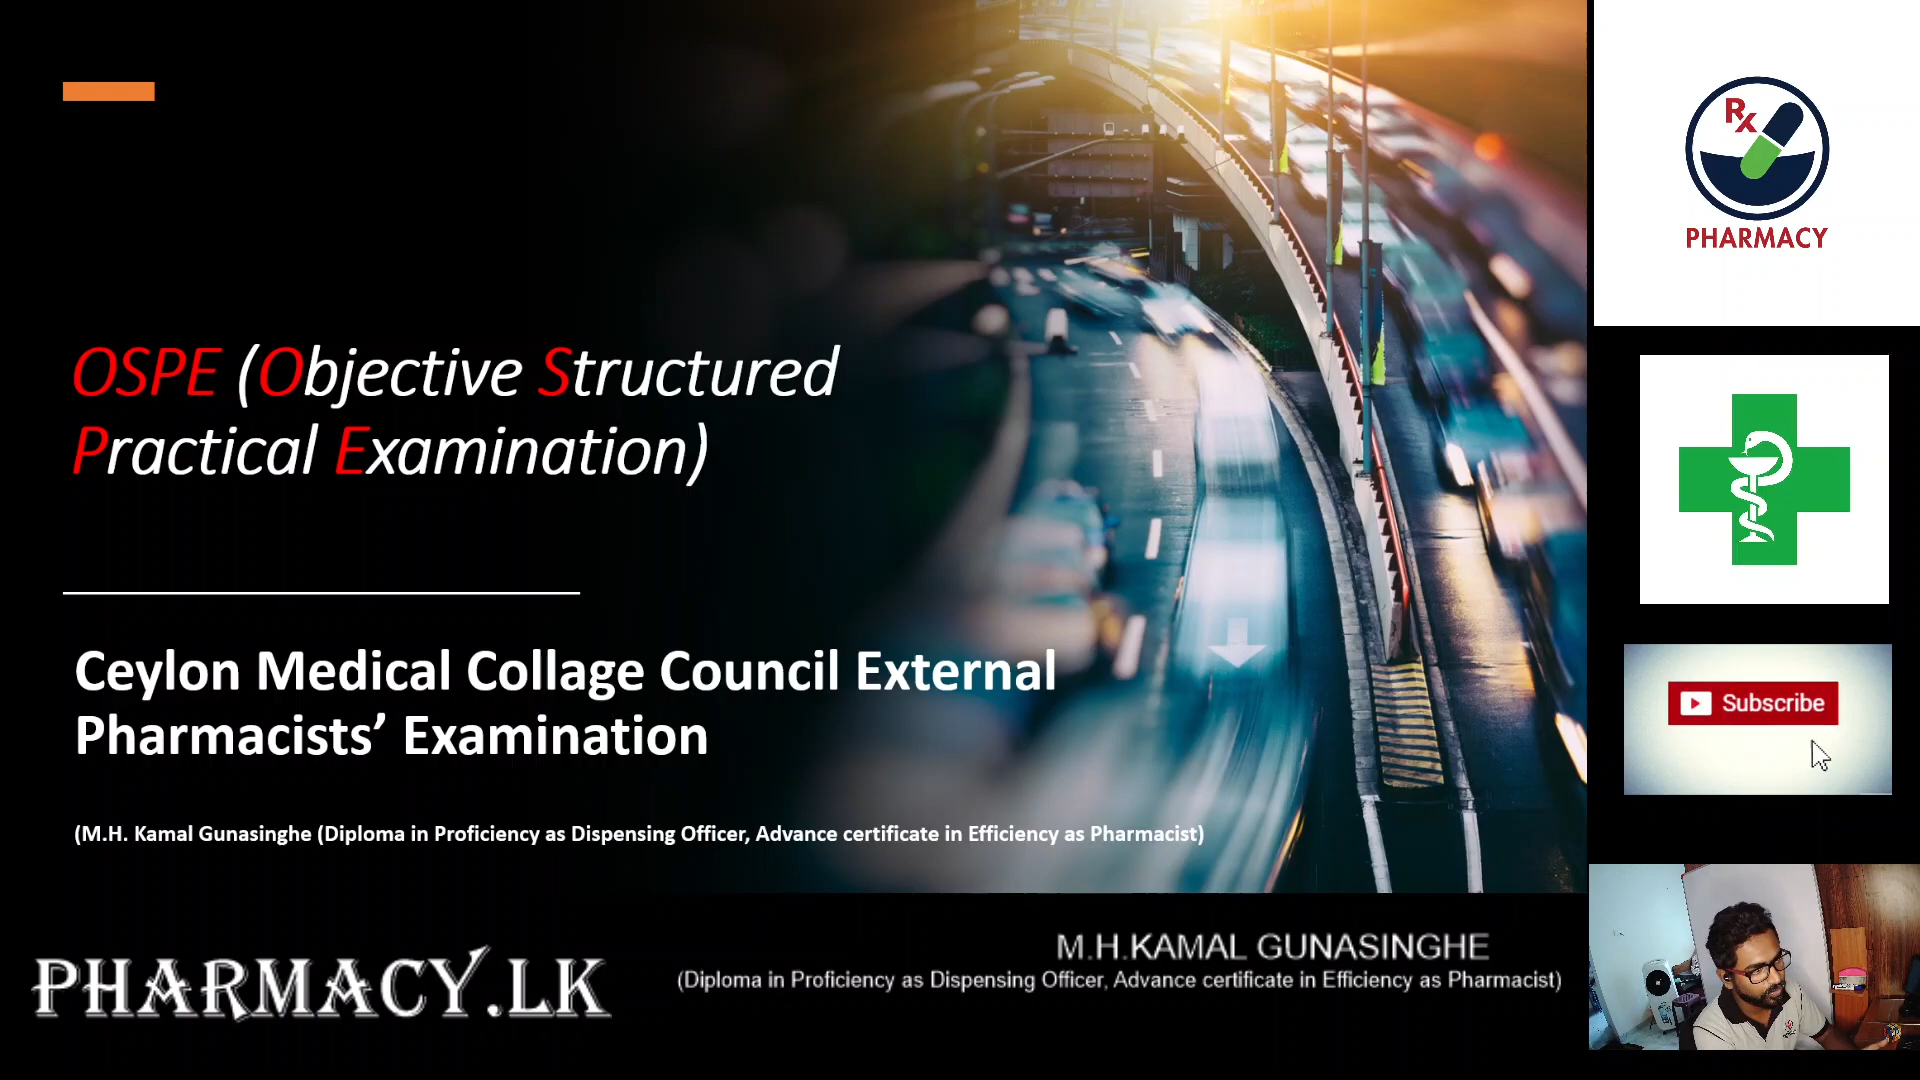 OSPE (Objective Structured
Practical Examination)
Ceylon Medical Collage Council External
Pharmacists’ Examination
(M.H. Kamal Gunasinghe (Diploma in Proficiency as Dispensing Officer, Advance certificate in Efficiency as Pharmacist)
PHARMACY.LK
M.H.KAMAL GUNASINGHE
(Diploma in Proficiency as Dispensing Officer, Advance certificate in Efficiency as Pharmacist)
Rx
PHARMACY
Subscribe